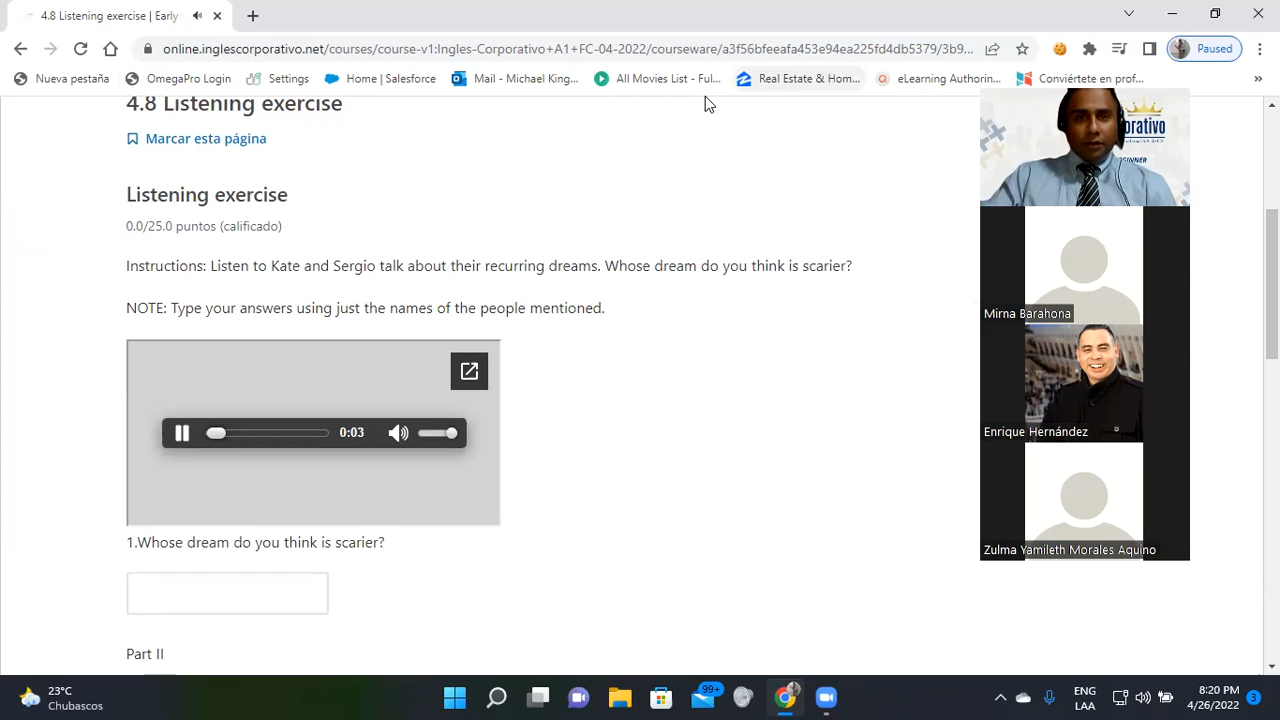 4.8 Listening exercise | Early
online.inglescorporativo.net/courses/course-v1:Ingles-Corporativo+A1+FC-04-2022/courseware/a3f56bfeeafa453e94ea225fd4db5379/3b9...
Paused
Nueva pestaña
OmegaPro Login
Settings
Home | Salesforce
Mail - Michael King...
All Movies List - Ful...
Real Estate & Hom...
eLearning Authorin...
Conviértete en prof...
»
4.8 Listening exercise
Marcar esta página
orativo
INNER
Listening exercise
0.0/25.0 puntos (calificado)
Instructions: Listen to Kate and Sergio talk about their recurring dreams. Whose dream do you think is scarier?
NOTE: Type your answers using just the names of the people mentioned.
Mirna Barahona
0:03
Enrique Hernández
1.Whose dream do you think is scarier?
Zulma Yamileth Morales Aquino
Part II
23°C
Chubascos
99+
ENG
LAA
8:20 PM
4/26/2022
3